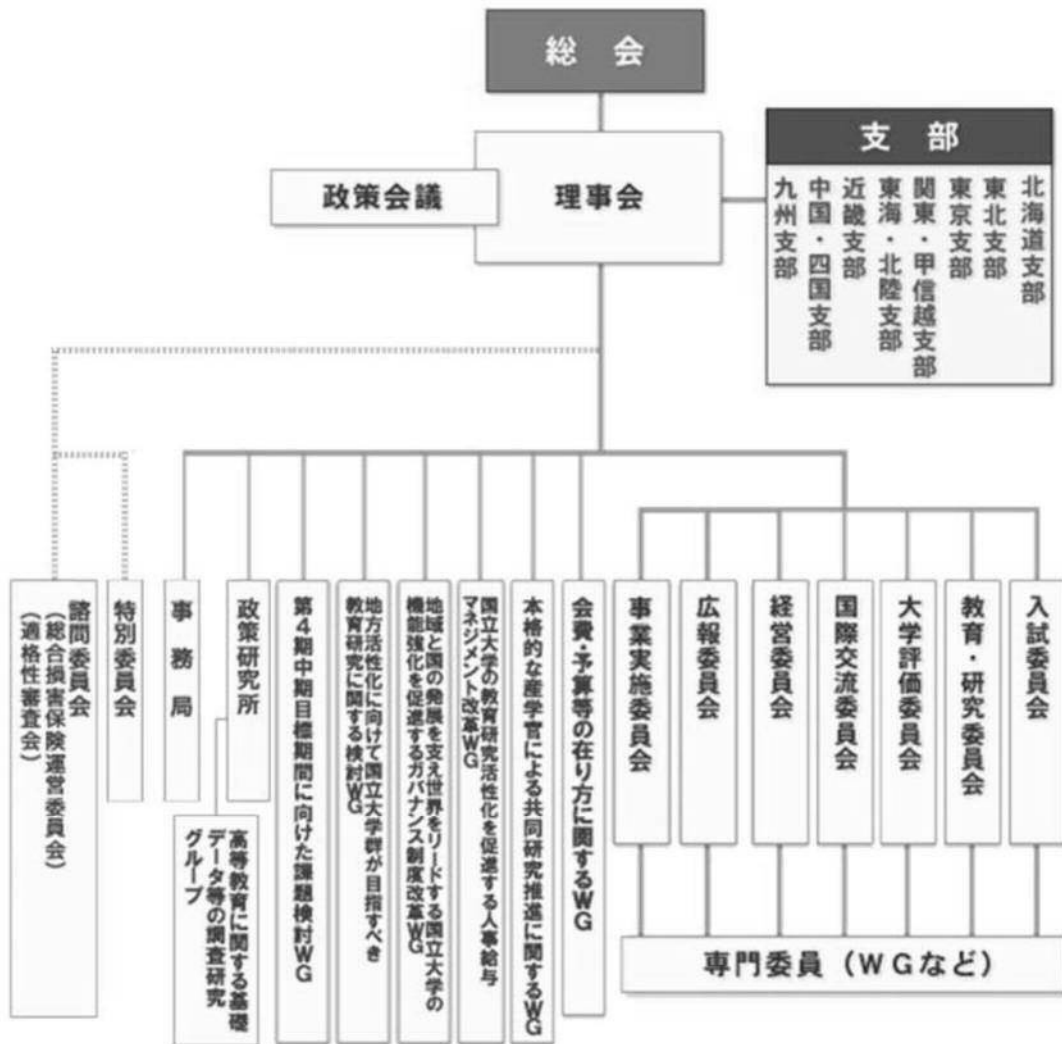 総会
政策会議
理事会
支部
北海道支部
東北支部
東京支部
関東・甲信越支部
東海・北陸支部
近畿支部
中国・四国支部
九州支部
入試委員会
教育・研究委員会
大学評価委員会
国際交流委員会
経営委員会
広報委員会
事業実施委員会
会費・予算等の在り方に関するWG
本格的な産学官による共同研究推進に関するWG
国立大学の教育研究活性化を促進する人事給与
マネジメント改革WG
地域と国の発展を支え世界をリードする国立大学の
機能強化を促進するガバナンス制度改革WG
地方活性化に向けて国立大学群が目指すべき
教育研究に関する検討WG
第4期中期目標期間に向けた課題検討WG
政策研究所
高等教育に関する基礎
データ等の調査研究
グループ
事務局
特別委員会
諮問委員会
(総合損害保険運営委員会)
(適格性審査会)
専門委員(WGなど)